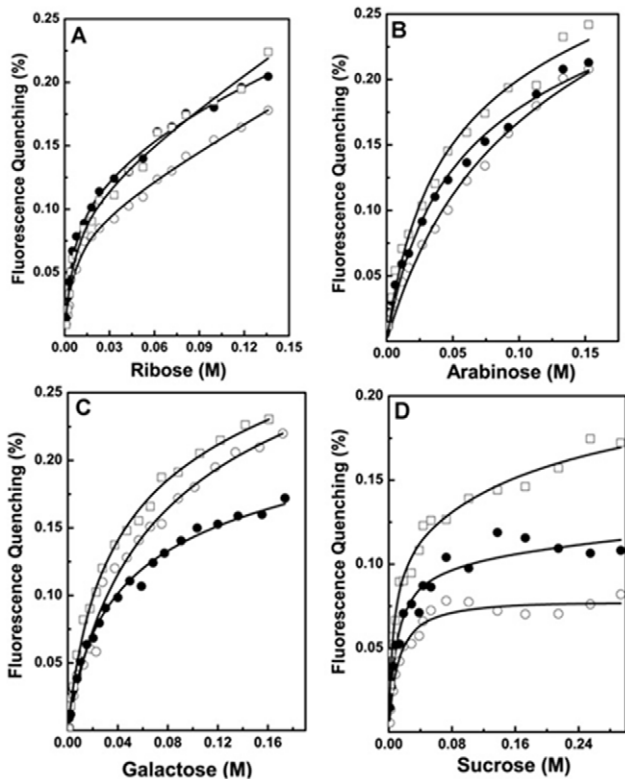 A
Fluorescence Quenching (%)
0.25
0.20
0.15
0.10
0.05
0.00 0.03 0.06 0.09 0.12 0.15
Ribose (M)
B
Fluorescence Quenching (%)
0.25
0.20
0.15
0.10
0.05
0.00 0.05 0.10 0.15
Arabinose (M)
C
Fluorescence Quenching (%)
0.25
0.20
0.15
0.10
0.05
0.00 0.04 0.08 0.12 0.16
Galactose (M)
D
Fluorescence Quenching (%)
0.20
0.15
0.10
0.05
0.00 0.08 0.16 0.24
Sucrose (M)